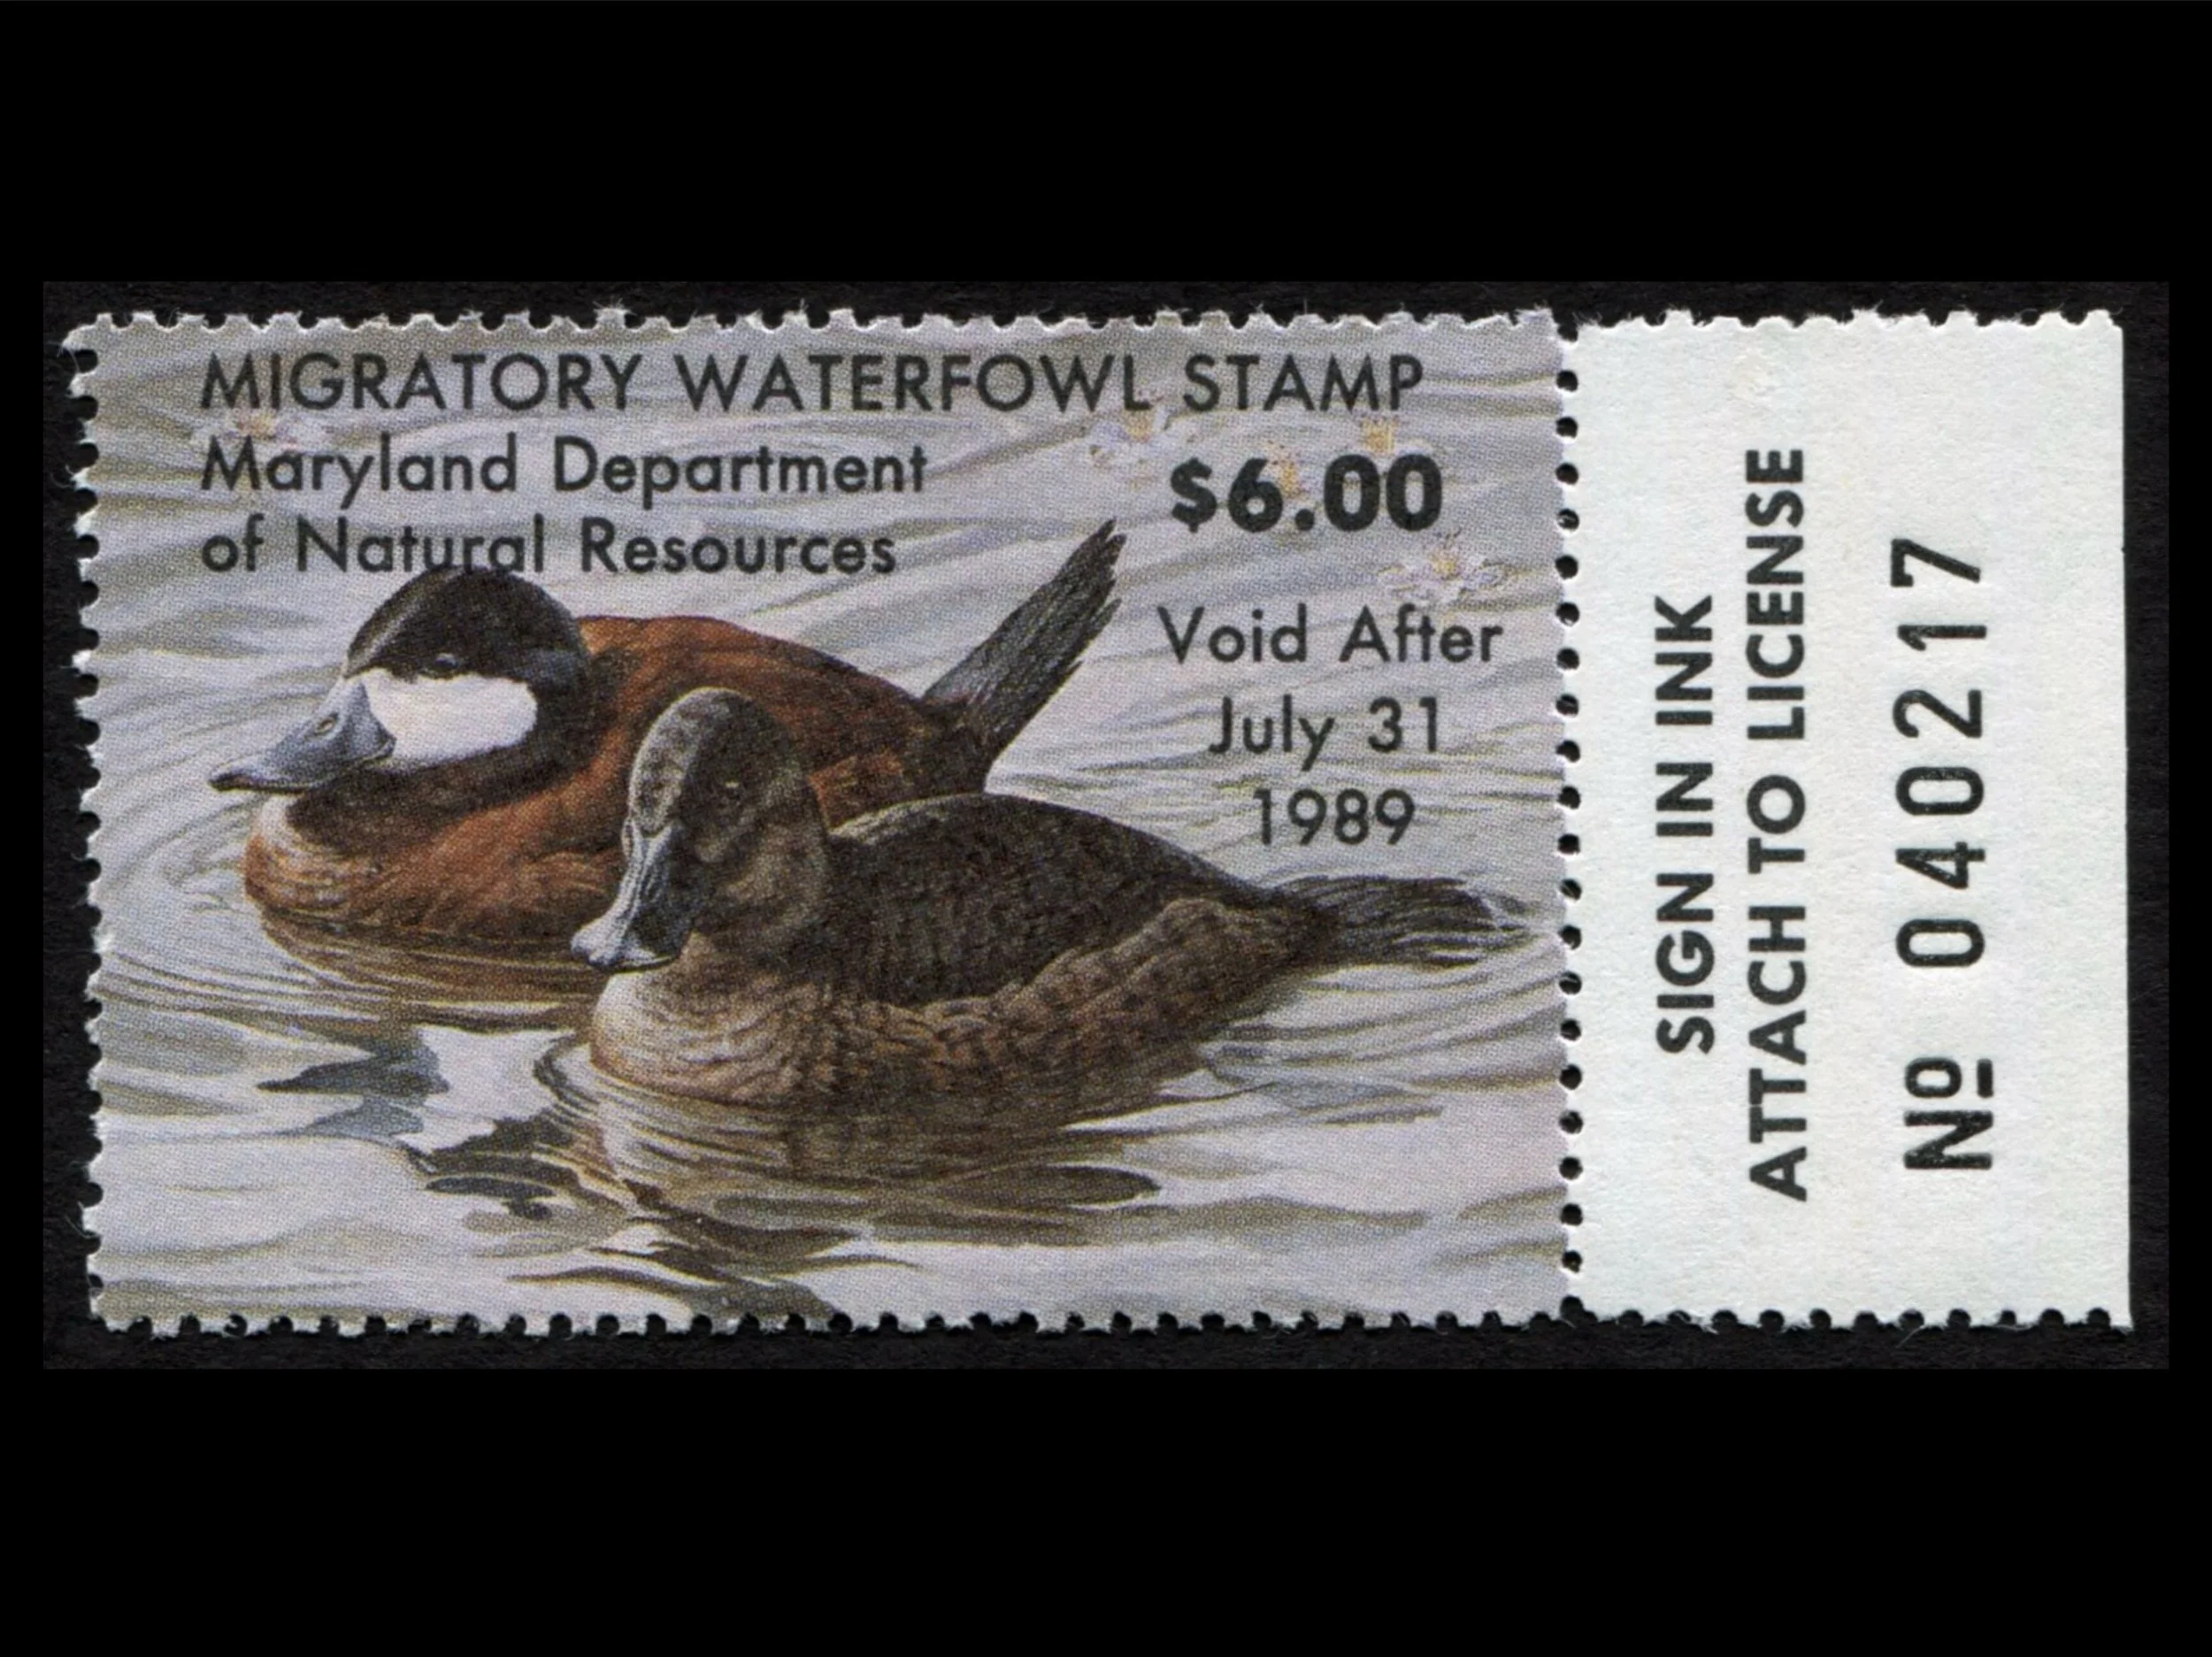 MIGRATORY WATERFOWL STAMP
Maryland Department
of Natural Resources
$6.00
Void After
July 31
1989
SIGN IN INK
ATTACH TO LICENSE
Nº 040217